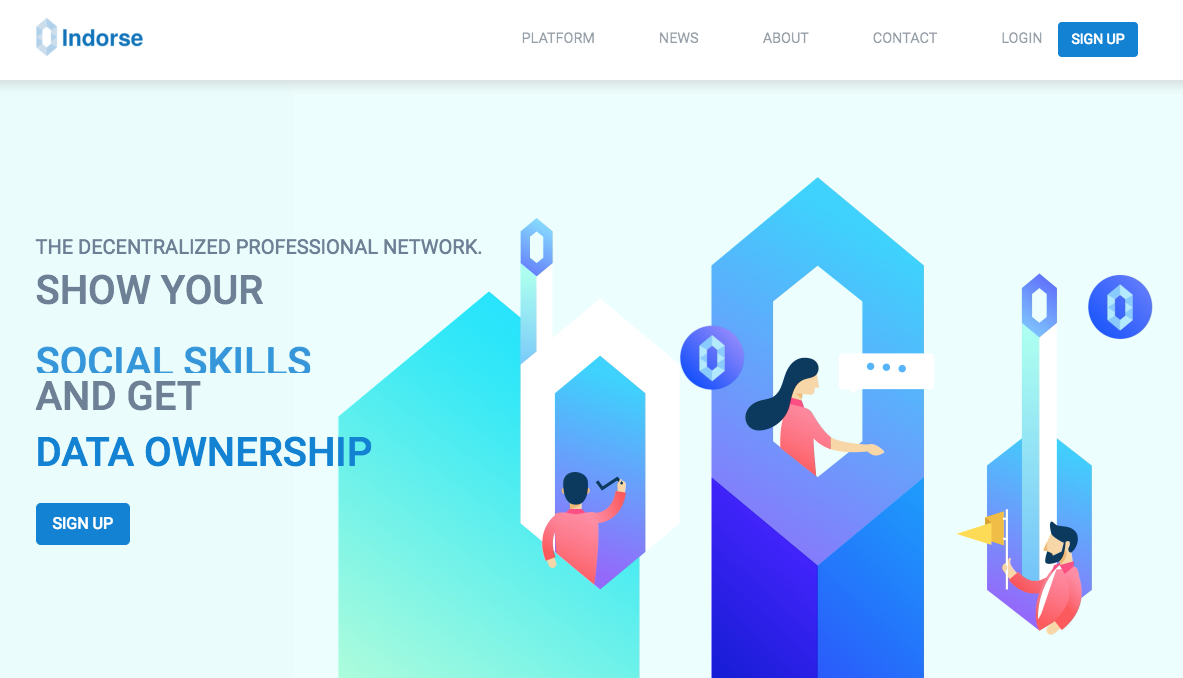 Indorse
PLATFORM NEWS ABOUT CONTACT LOGIN SIGN UP
THE DECENTRALIZED PROFESSIONAL NETWORK.
SHOW YOUR
SOCIAL SKILLS
AND GET
DATA OWNERSHIP
SIGN UP